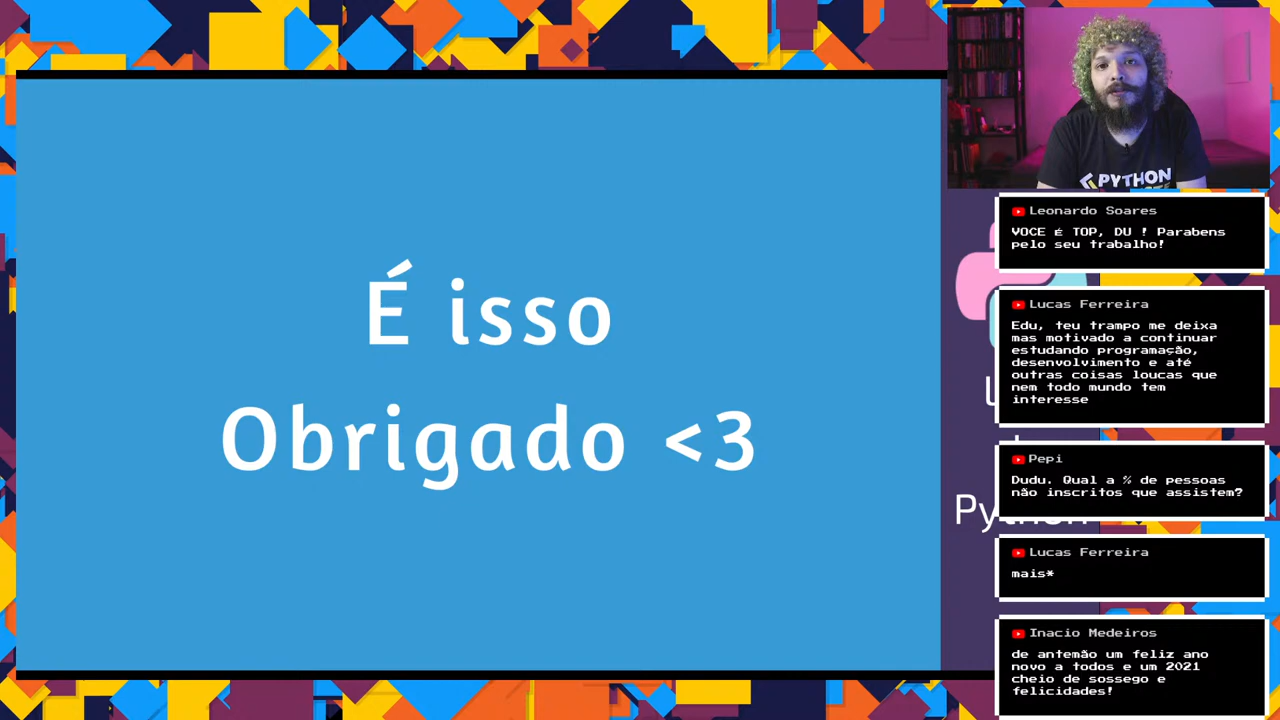 É isso
Obrigado <3
PYTHON
Python
Leonardo Soares
VOCE É TOP, DU ! Parabens
pelo seu trabalho!
Lucas Ferreira
Edu, teu trampo me deixa
mas motivado a continuar
estudando programação,
desenvolvimento e até
outras coisas loucas que
nem todo mundo tem
interesse
Pepi
Dudu. Qual a % de pessoas
não inscritos que assistem?
Lucas Ferreira
mais*
Inacio Medeiros
de antemão um feliz ano
novo a todos e um 2021
cheio de sossego e
felicidades!